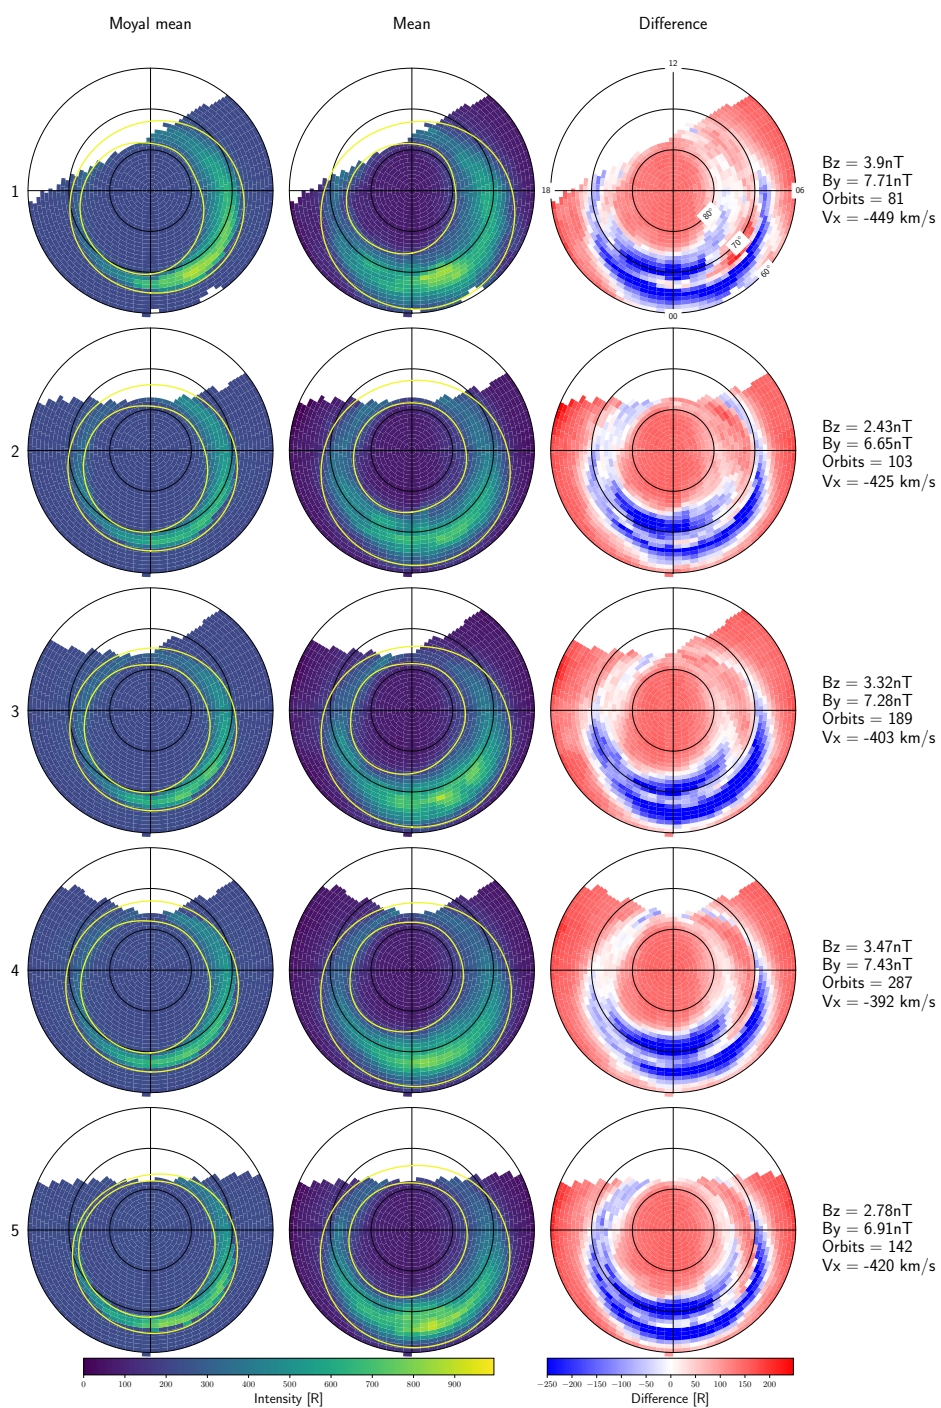 Moyal mean Mean Difference
12
1 18 06
80° 70° 60°
00
Bz = 3.9nT
By = 7.71nT
Orbits = 81
Vx = -449 km/s
2
Bz = 2.43nT
By = 6.65nT
Orbits = 103
Vx = -425 km/s
3
Bz = 3.32nT
By = 7.28nT
Orbits = 189
Vx = -403 km/s
4
Bz = 3.47nT
By = 7.43nT
Orbits = 287
Vx = -392 km/s
5
Bz = 2.78nT
By = 6.91nT
Orbits = 142
Vx = -420 km/s
0 100 200 300 400 500 600 700 800 900
Intensity [R]
−250 −200 −150 −100 −50 0 50 100 150 200
Difference [R]